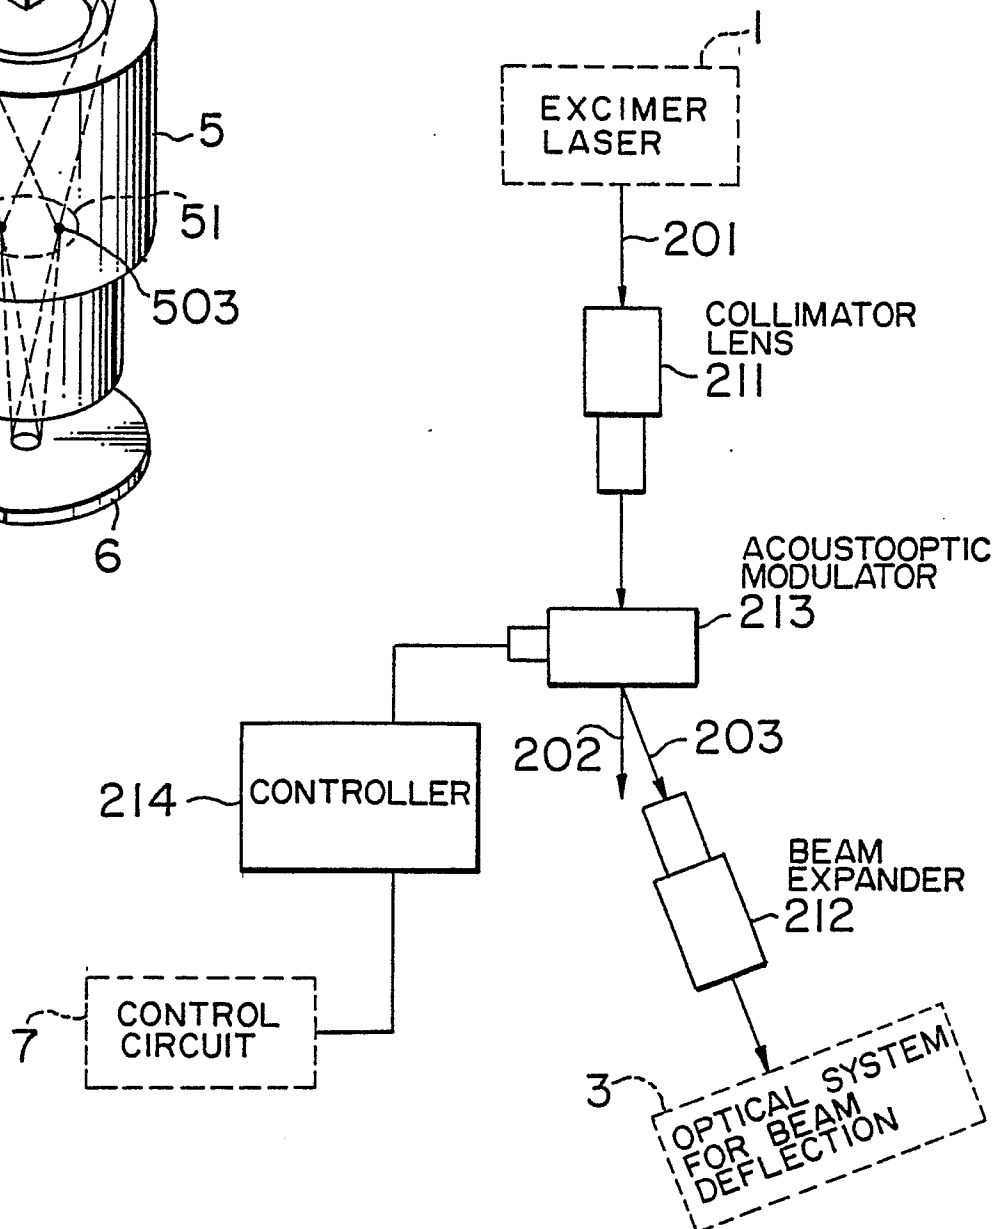 1
EXCIMER
LASER
5
51
503
6
201
COLLIMATOR
LENS
211
ACOUSTOOPTIC
MODULATOR
213
202
203
214
CONTROLLER
BEAM
EXPANDER
212
7
CONTROL
CIRCUIT
3
OPTICAL SYSTEM
FOR BEAM
DEFLECTION